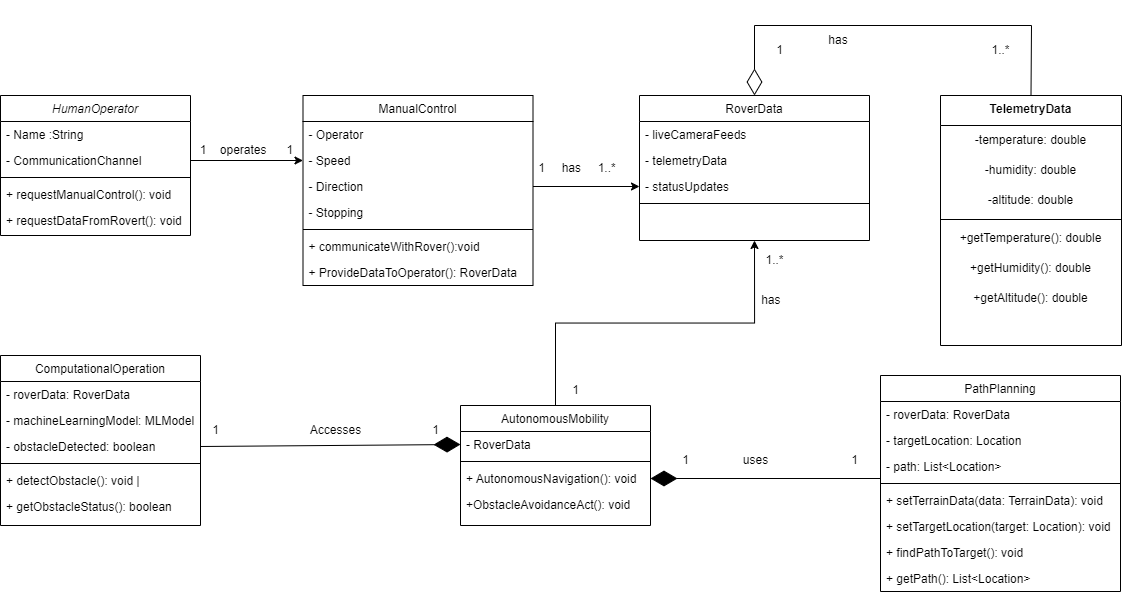 has
1
1..*
HumanOperator
- Name :String
- CommunicationChannel
+ requestManualControl(): void
+ requestDataFromRovert(): void
1 operates 1
ManualControl
- Operator
- Speed
- Direction
- Stopping
+ communicateWithRover():void
+ ProvideDataToOperator(): RoverData
1 has 1..*
RoverData
- liveCameraFeeds
- telemetryData
- statusUpdates
TelemetryData
-temperature: double
-humidity: double
-altitude: double
+getTemperature(): double
+getHumidity(): double
+getAltitude(): double
1..*
has
1
ComputationalOperation
- roverData: RoverData
- machineLearningModel: MLModel
- obstacleDetected: boolean
+ detectObstacle(): void |
+ getObstacleStatus(): boolean
1 Accesses 1
AutonomousMobility
- RoverData
+ AutonomousNavigation(): void
+ObstacleAvoidanceAct(): void
1 uses 1
PathPlanning
- roverData: RoverData
- targetLocation: Location
- path: List<Location>
+ setTerrainData(data: TerrainData): void
+ setTargetLocation(target: Location): void
+ findPathToTarget(): void
+ getPath(): List<Location>